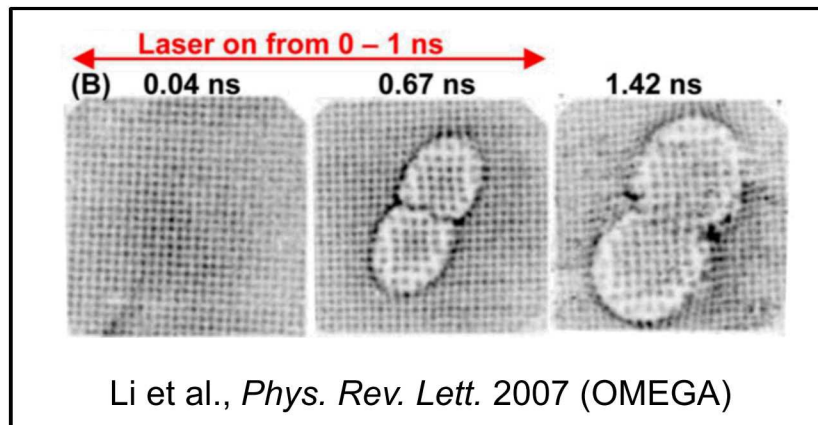 Laser on from 0 – 1 ns
(B) 0.04 ns 0.67 ns 1.42 ns
Li et al., Phys. Rev. Lett. 2007 (OMEGA)